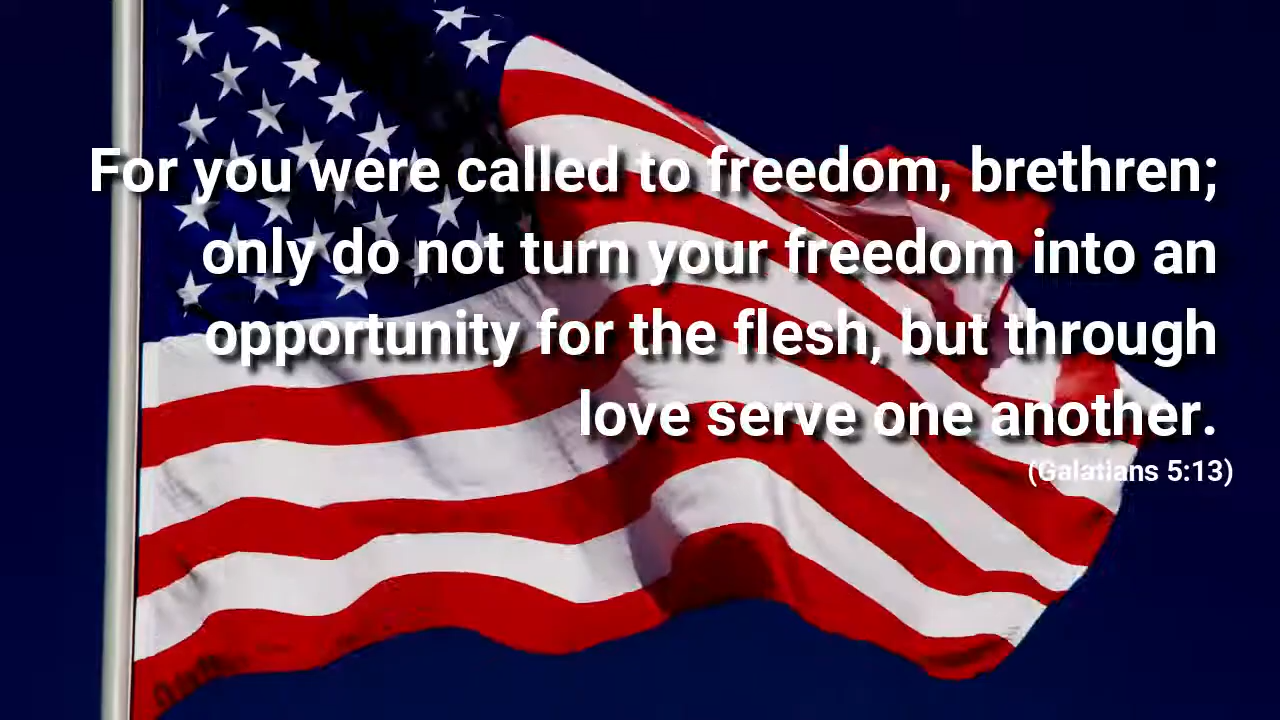 For you were called to freedom, brethren;
only do not turn your freedom into an
opportunity for the flesh, but through
love serve one another.
(Galatians 5:13)